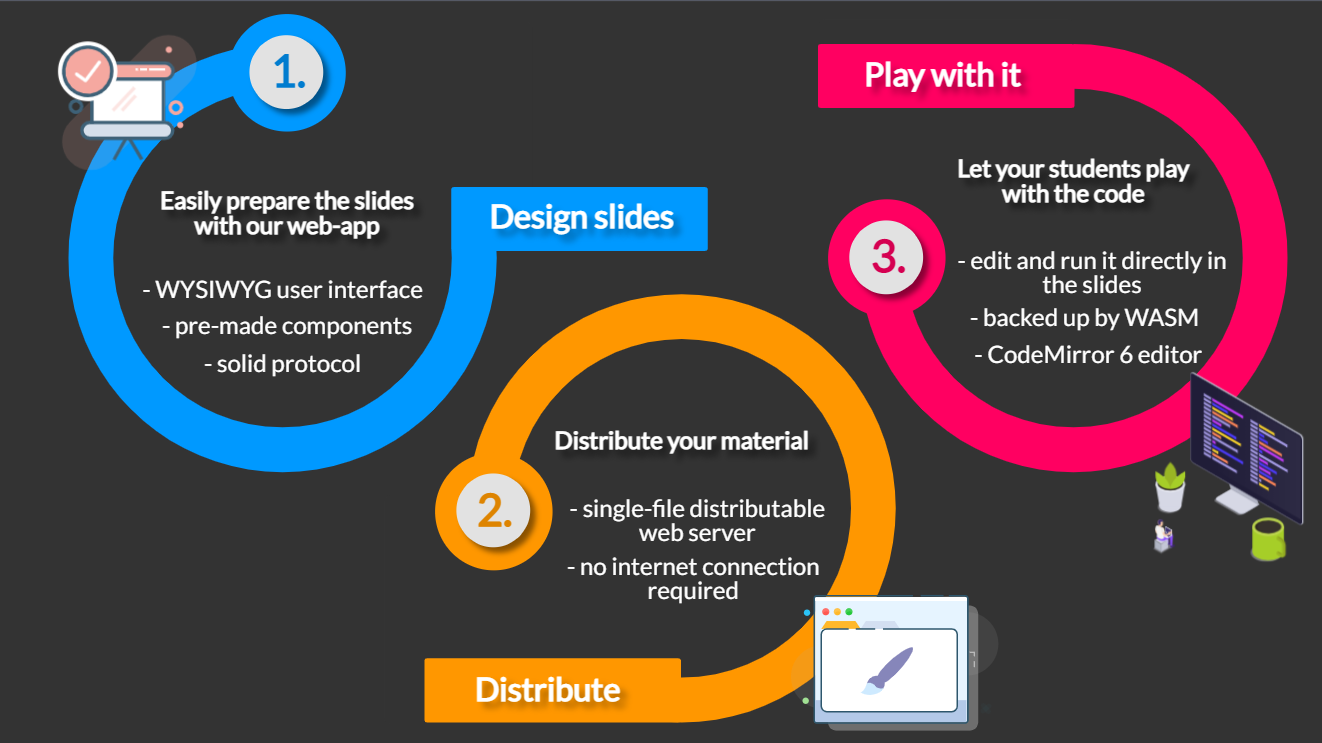 1.
Easily prepare the slides
with our web-app
- WYSIWYG user interface
- pre-made components
- solid protocol
Design slides
2.
Distribute your material
- single-file distributable
web server
- no internet connection
required
Distribute
Play with it
3.
Let your students play
with the code
- edit and run it directly in
the slides
- backed up by WASM
- CodeMirror 6 editor